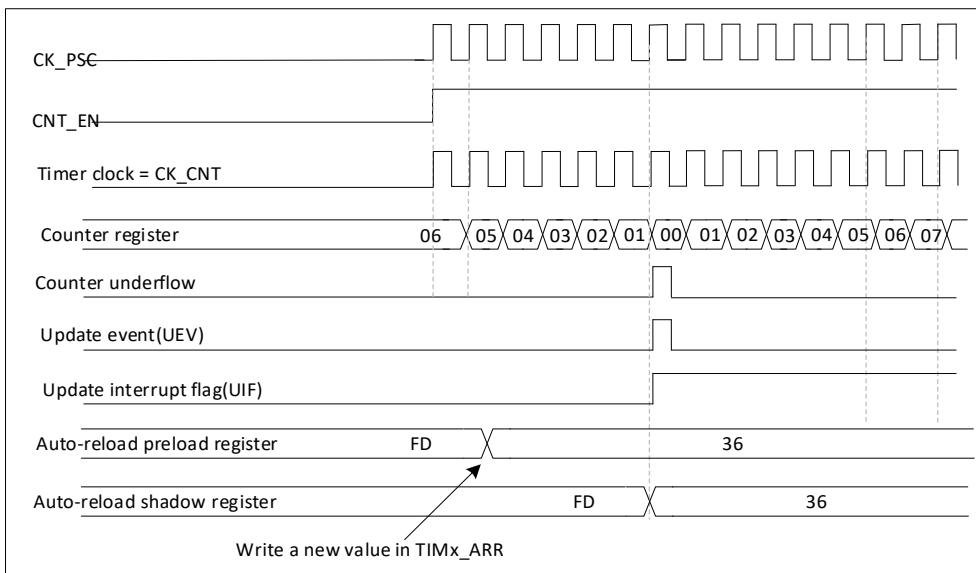 CK_PSC
CNT_EN
Timer clock = CK_CNT
Counter register 06 05 04 03 02 01 00 01 02 03 04 05 06 07
Counter underflow
Update event(UEV)
Update interrupt flag(UIF)
Auto-reload preload register FD 36
Auto-reload shadow register FD 36
Write a new value in TIMx_ARR